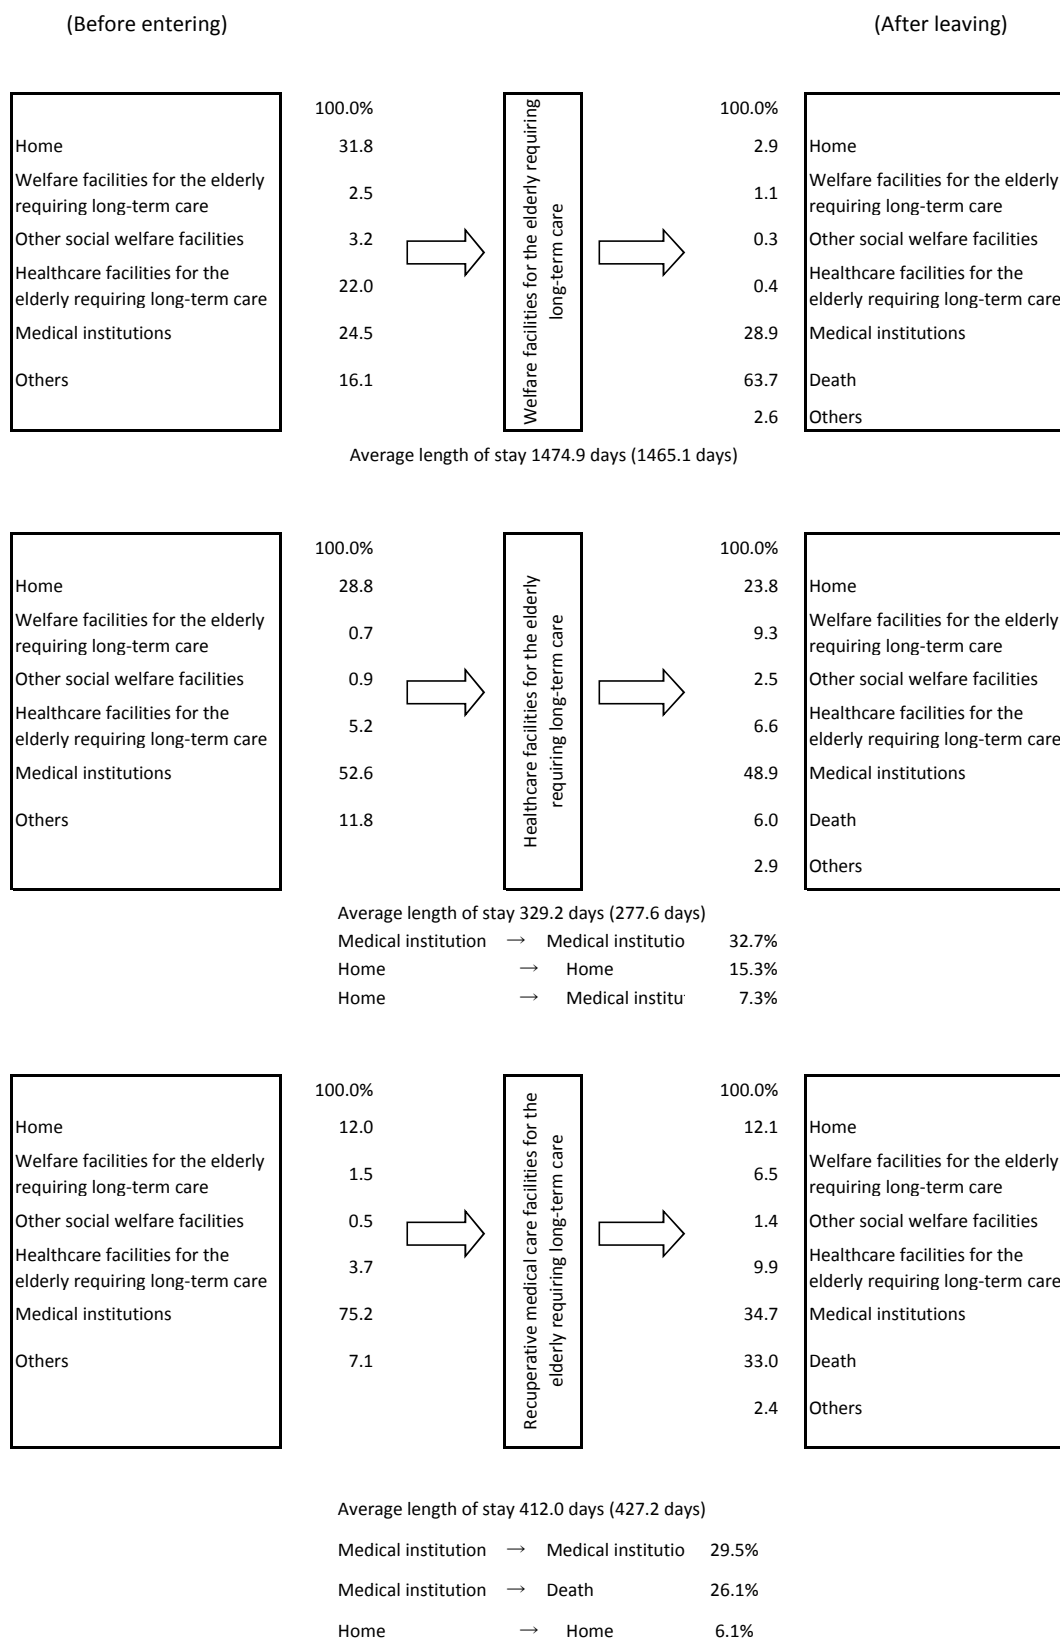 (Before entering)
(After leaving)
100.0%
100.0%
Home 31.8
2.9 Home
Welfare facilities for the elderly
requiring long-term care
2.5
1.1
Welfare facilities for the elderly
requiring long-term care
Other social welfare facilities 3.2
0.3 Other social welfare facilities
Healthcare facilities for the
elderly requiring long-term care
22.0
0.4
Healthcare facilities for the
elderly requiring long-term care
Medical institutions 24.5
28.9 Medical institutions
Others 16.1
63.7 Death
2.6 Others
Welfare facilities for the elderly requiring
long-term care
Average length of stay 1474.9 days (1465.1 days)
100.0%
100.0%
Home 28.8
23.8 Home
Welfare facilities for the elderly
requiring long-term care
0.7
9.3
Welfare facilities for the elderly
requiring long-term care
Other social welfare facilities 0.9
2.5 Other social welfare facilities
Healthcare facilities for the
elderly requiring long-term care
5.2
6.6
Healthcare facilities for the
elderly requiring long-term care
Medical institutions 52.6
48.9 Medical institutions
Others 11.8
6.0 Death
2.9 Others
Healthcare facilities for the elderly
requiring long-term care
Average length of stay 329.2 days (277.6 days)
Medical institution → Medical institutio 32.7%
Home → Home 15.3%
Home → Medical institu 7.3%
100.0%
100.0%
Home 12.0
12.1 Home
Welfare facilities for the elderly
requiring long-term care
1.5
6.5
Welfare facilities for the elderly
requiring long-term care
Other social welfare facilities 0.5
1.4 Other social welfare facilities
Healthcare facilities for the
elderly requiring long-term care
3.7
9.9
Healthcare facilities for the
elderly requiring long-term care
Medical institutions 75.2
34.7 Medical institutions
Others 7.1
33.0 Death
2.4 Others
Recuperative medical care facilities for the
elderly requiring long-term care
Average length of stay 412.0 days (427.2 days)
Medical institution → Medical institutio 29.5%
Medical institution → Death 26.1%
Home → Home 6.1%